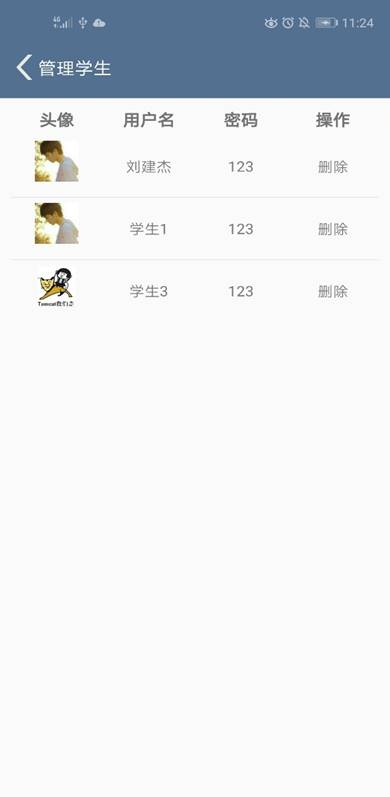 4G 11:24
管理学生
头像 用户名 密码 操作
刘建杰 123 删除
学生1 123 删除
学生3 123 删除